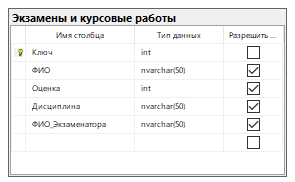 Экзамены и курсовые работы
Имя столбца Тип данных Разрешить ...
Ключ int
ФИО nvarchar(50)
Оценка int
Дисциплина nvarchar(50)
ФИО_Экзаменатора nvarchar(50)